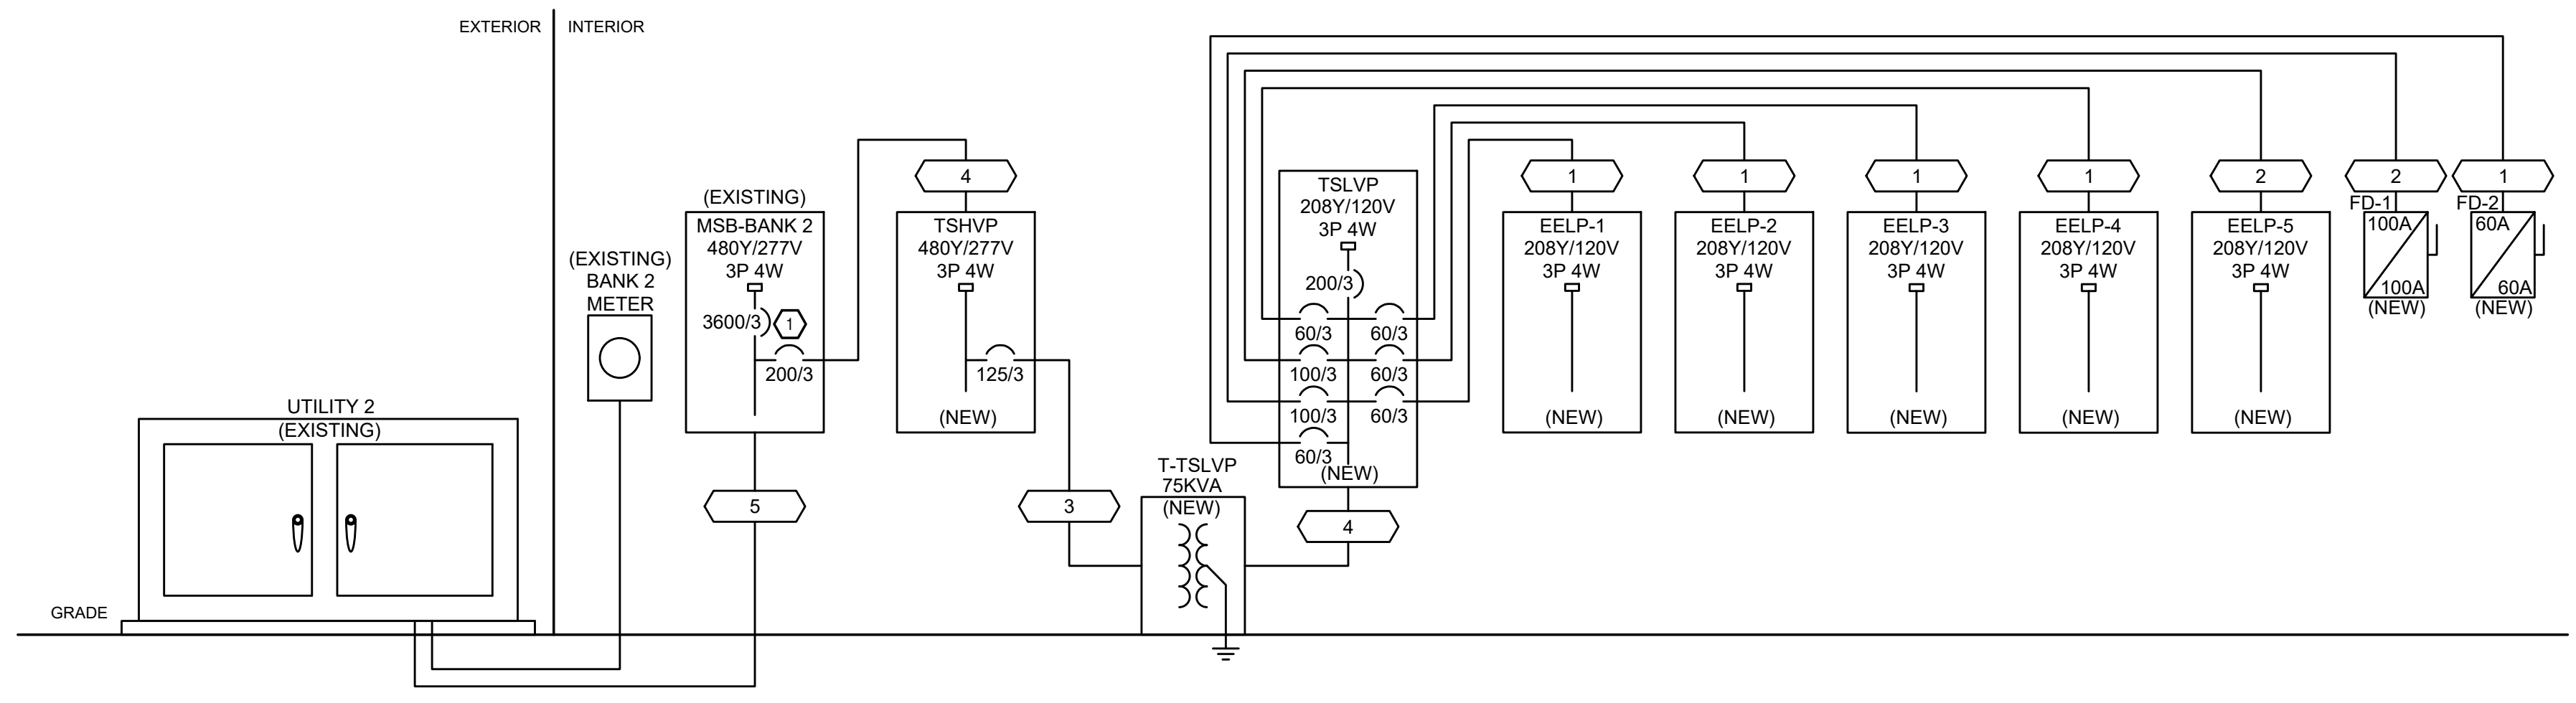 EXTERIOR
INTERIOR
UTILITY 2
(EXISTING)
GRADE
(EXISTING)
BANK 2
METER
(EXISTING)
MSB-BANK 2
480Y/277V
3P 4W
3600/3
1
200/3
5
4
TSHVP
480Y/277V
3P 4W
125/3
(NEW)
3
T-TSLVP
75KVA
(NEW)
TSLVP
208Y/120V
3P 4W
200/3
60/3
60/3
100/3
60/3
100/3
60/3
60/3
(NEW)
4
1
EELP-1
208Y/120V
3P 4W
(NEW)
1
EELP-2
208Y/120V
3P 4W
(NEW)
1
EELP-3
208Y/120V
3P 4W
(NEW)
1
EELP-4
208Y/120V
3P 4W
(NEW)
2
EELP-5
208Y/120V
3P 4W
(NEW)
2
FD-1
100A
100A
(NEW)
1
FD-2
60A
60A
(NEW)